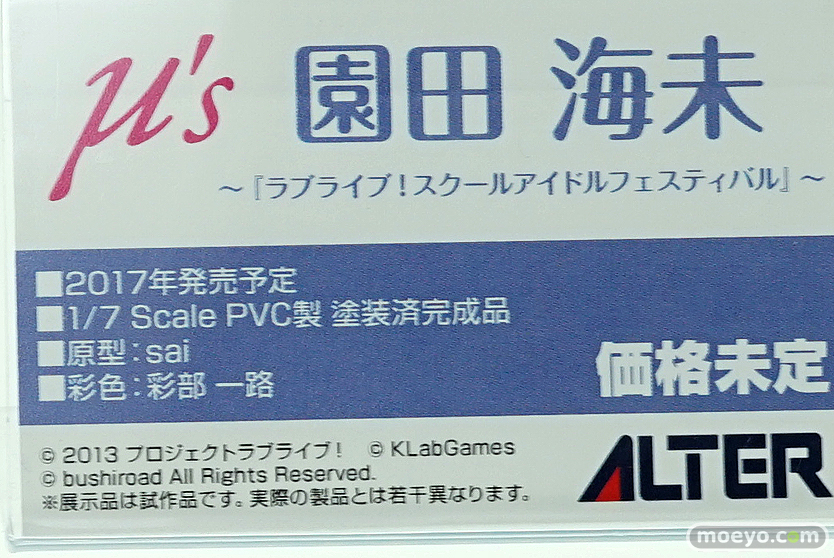 μ's 園田 海未
～『ラブライブ！スクールアイドルフェスティバル』～
■2017年発売予定
■1/7 Scale PVC製 塗装済完成品
■原型：sai
■彩色：彩部 一路
価格未定
© 2013 プロジェクトラブライブ！ © KLabGames
© bushiroad All Rights Reserved.
※展示品は試作品です。実際の製品とは若干異なります。
ALTER
moeyo.com